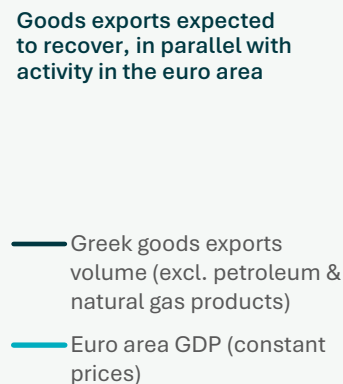 Goods exports expected
to recover, in parallel with
activity in the euro area
Greek goods exports
volume (excl. petroleum &
natural gas products)
Euro area GDP (constant
prices)